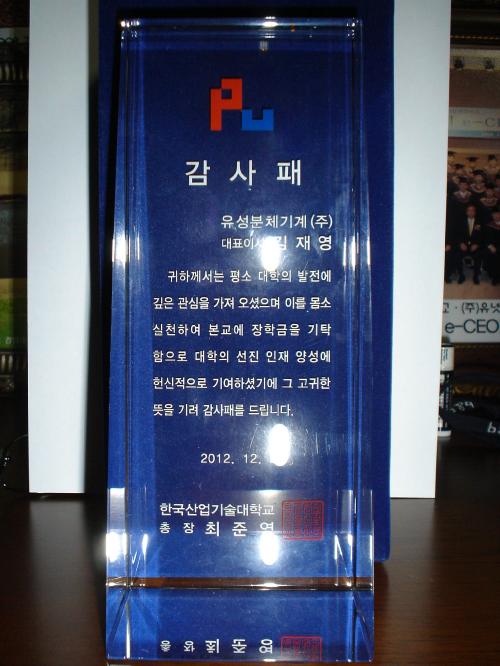 Pu
감 사 패
유성분체기계(주)
대표이사 김 재 영
귀하께서는 평소 대학의 발전에
깊은 관심을 가져 오셨으며 이를 몸소
실천하여 본교에 장학금을 기탁
함으로 대학의 선진 인재 양성에
헌신적으로 기여하셨기에 그 고귀한
뜻을 기려 감사패를 드립니다.
2012. 12.
한국산업기술대학교
총 장 최 준 영
교 · (주)유넷
e-CEO